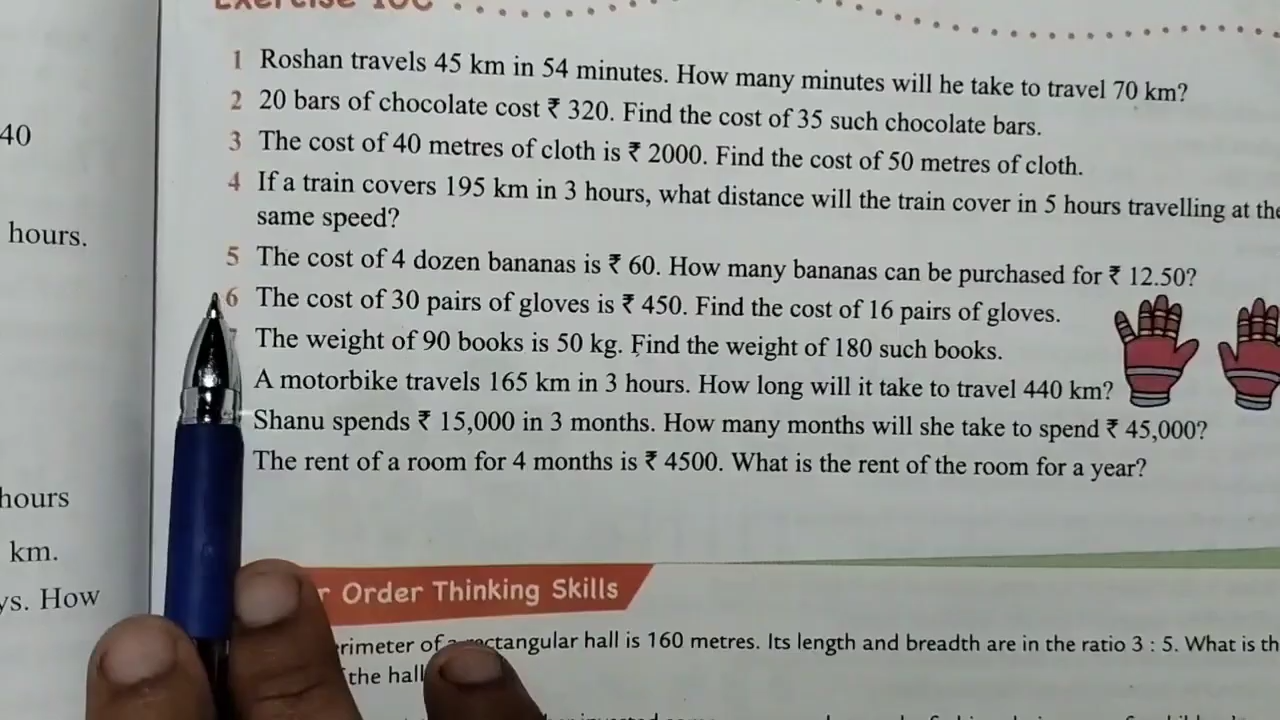 Exercise 10C
1 Roshan travels 45 km in 54 minutes. How many minutes will he take to travel 70 km?
2 20 bars of chocolate cost ₹ 320. Find the cost of 35 such chocolate bars.
40
3 The cost of 40 metres of cloth is ₹ 2000. Find the cost of 50 metres of cloth.
4 If a train covers 195 km in 3 hours, what distance will the train cover in 5 hours travelling at the
same speed?
hours.
5 The cost of 4 dozen bananas is ₹ 60. How many bananas can be purchased for ₹ 12.50?
6 The cost of 30 pairs of gloves is ₹ 450. Find the cost of 16 pairs of gloves.
The weight of 90 books is 50 kg. Find the weight of 180 such books.
A motorbike travels 165 km in 3 hours. How long will it take to travel 440 km?
Shanu spends ₹ 15,000 in 3 months. How many months will she take to spend ₹ 45,000?
The rent of a room for 4 months is ₹ 4500. What is the rent of the room for a year?
hours
km.
ys. How
r Order Thinking Skills
rimeter of a rectangular hall is 160 metres. Its length and breadth are in the ratio 3 : 5. What is th
the hall